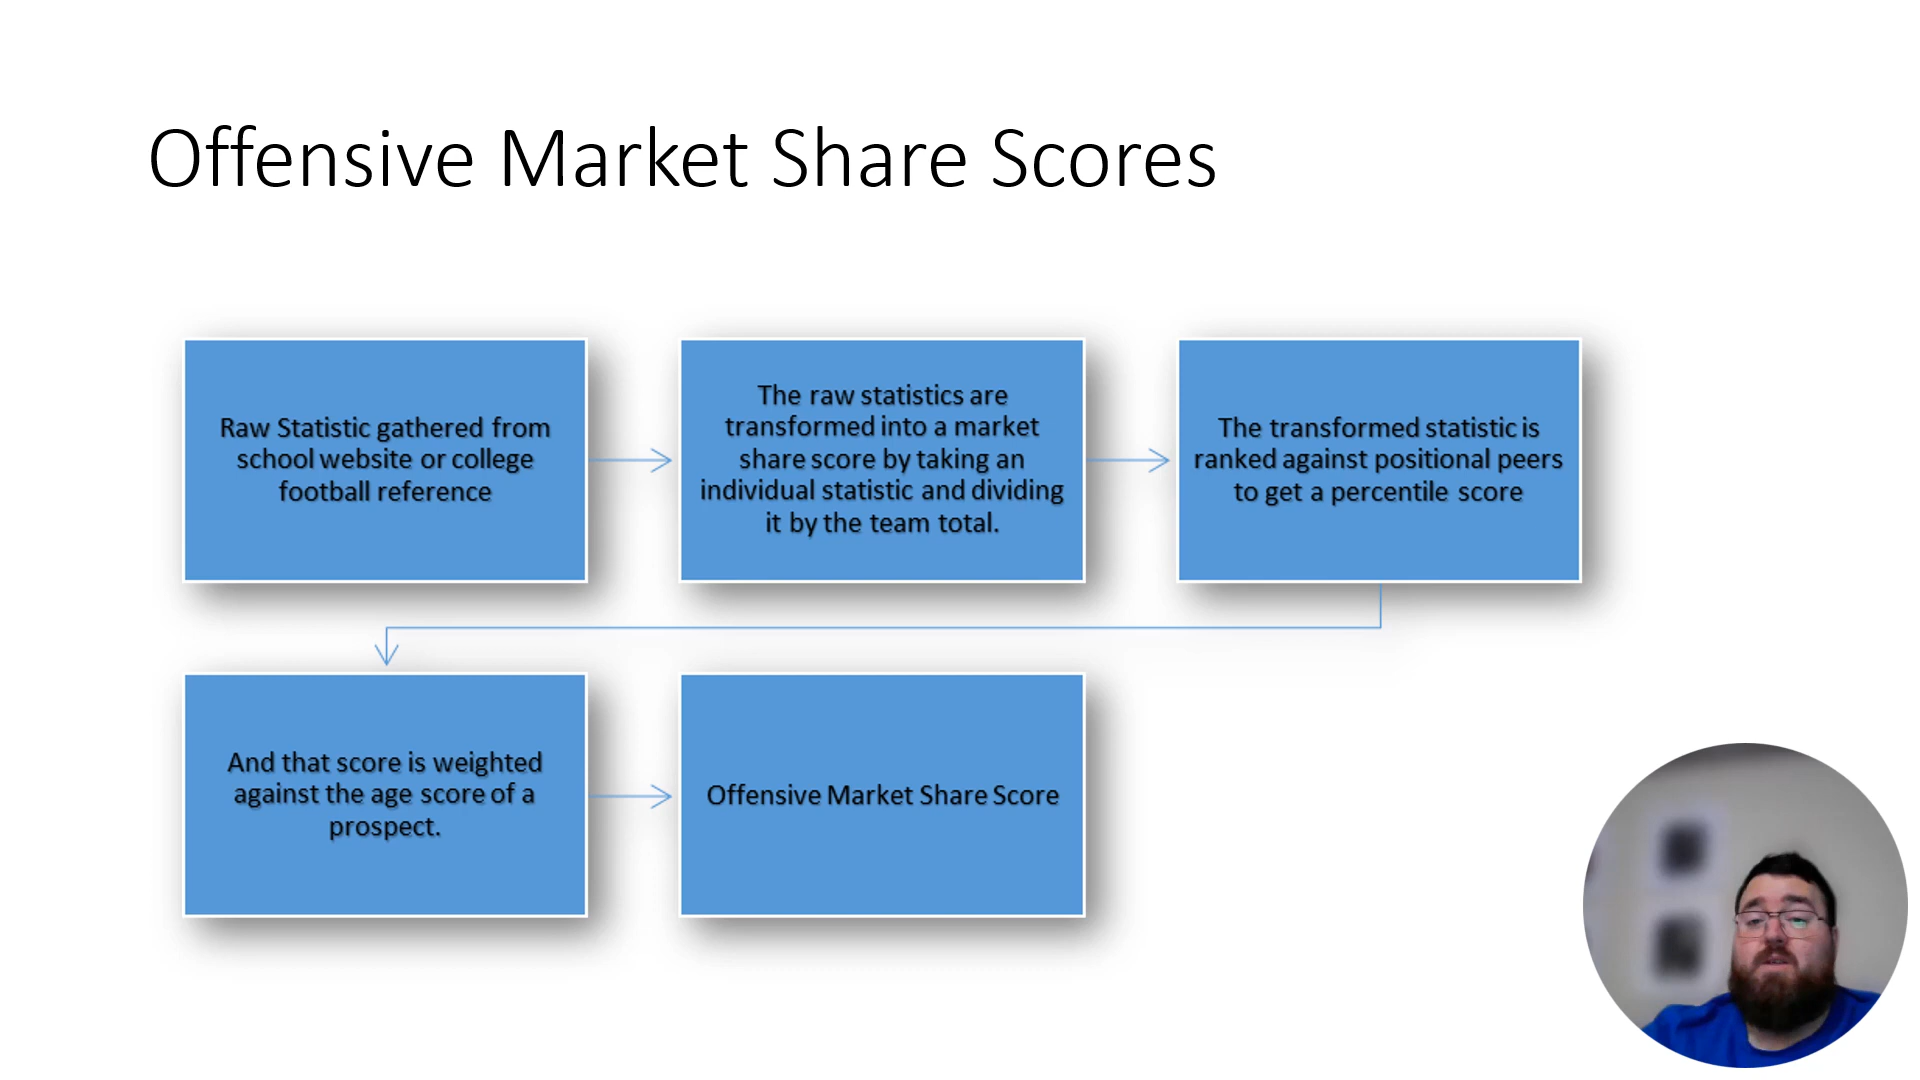 Offensive Market Share Scores
Raw Statistic gathered from
school website or college
football reference
The raw statistics are
transformed into a market
share score by taking an
individual statistic and dividing
it by the team total.
The transformed statistic is
ranked against positional peers
to get a percentile score
And that score is weighted
against the age score of a
prospect.
Offensive Market Share Score